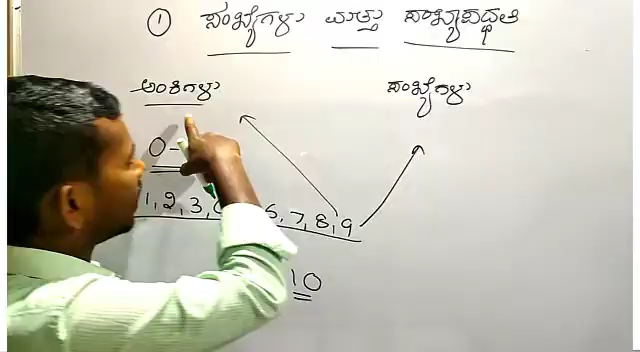 ① ಸಂಖ್ಯೆಗಳು ಮತ್ತು ಸಂಖ್ಯಾಪದ್ಧತಿ
ಅಂಕಿಗಳು ಸಂಖ್ಯೆಗಳು
0-
1,2,3, 6,7,8,9
10